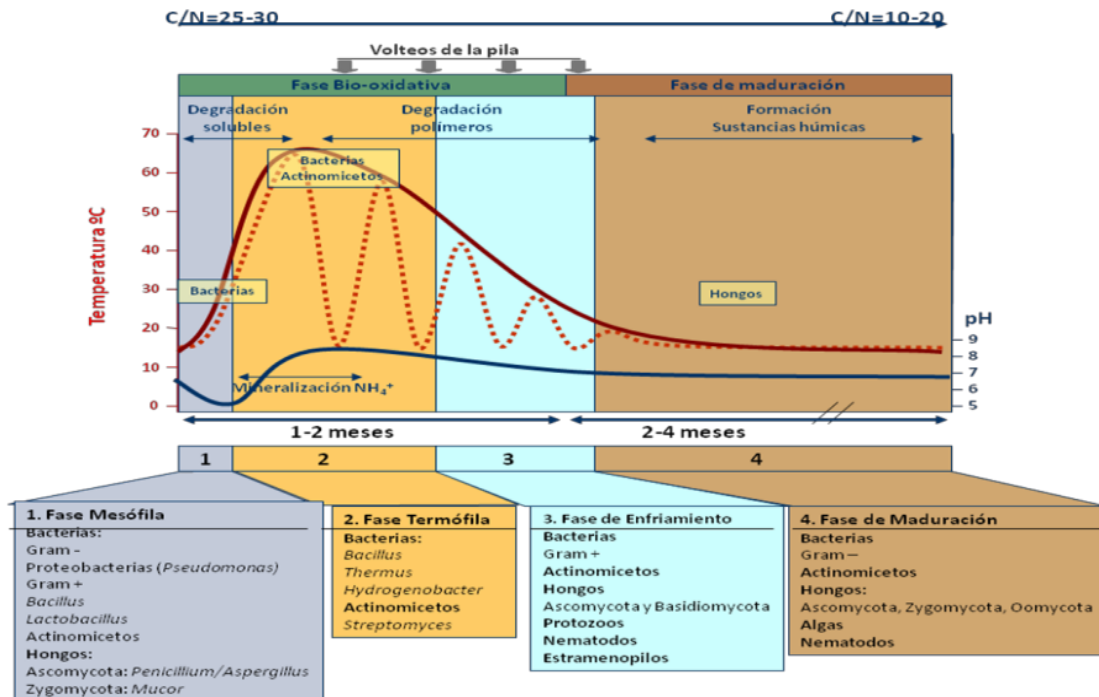 C/N=25-30
C/N=10-20
Volteos de la pila
Fase Bio-oxidativa
Fase de maduración
Degradación
solubles
Degradación
polímeros
Formación
Sustancias húmicas
Temperatura ºC
70
60
50
40
30
20
10
0
Bacterias
Actinomicetos
Bacterias
Hongos
pH
9
8
7
6
5
Mineralización NH₄⁺
1-2 meses
2-4 meses
1
2
3
4
1. Fase Mesófila
Bacterias:
Gram -
Proteobacterias (Pseudomonas)
Gram +
Bacillus
Lactobacillus
Actinomicetos
Hongos:
Ascomycota: Penicillium/Aspergillus
Zygomycota: Mucor
2. Fase Termófila
Bacterias:
Bacillus
Thermus
Hydrogenobacter
Actinomicetos
Streptomyces
3. Fase de Enfriamiento
Bacterias
Gram +
Actinomicetos
Hongos
Ascomycota y Basidiomycota
Protozoos
Nematodos
Estramenopilos
4. Fase de Maduración
Bacterias
Gram –
Actinomicetos
Hongos:
Ascomycota, Zygomycota, Oomycota
Algas
Nematodos